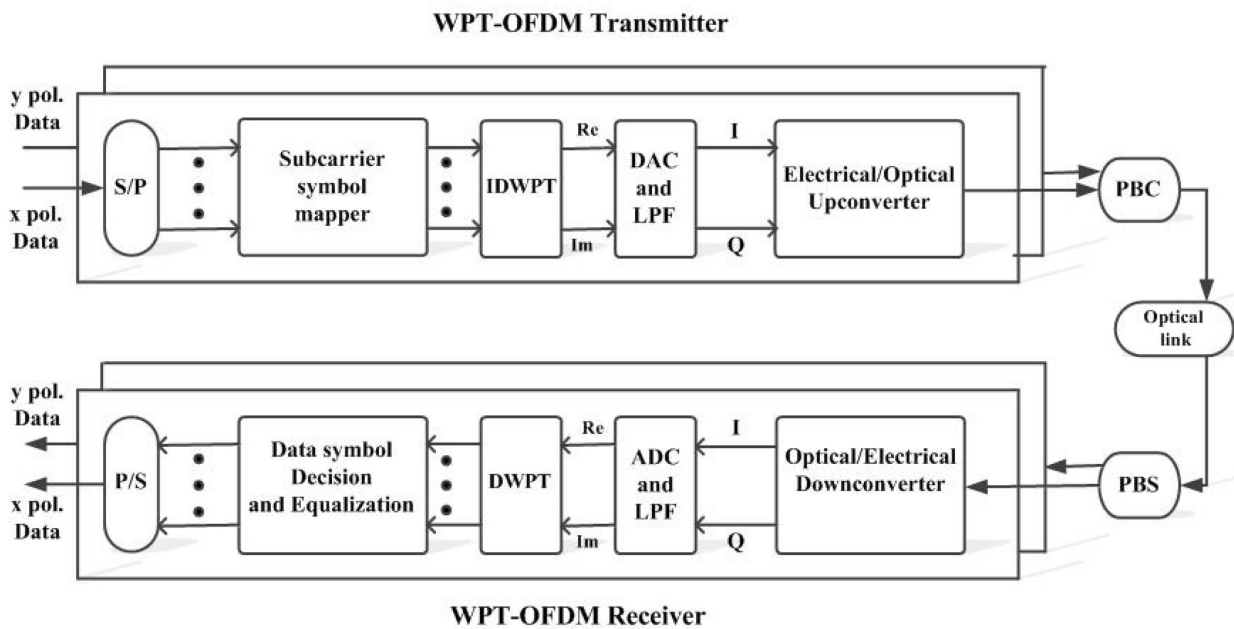 WPT-OFDM Transmitter
y pol.
Data
x pol.
Data
S/P
Subcarrier
symbol
mapper
IDWPT
Re
Im
DAC
and
LPF
I
Q
Electrical/Optical
Upconverter
PBC
Optical
link
y pol.
Data
x pol.
Data
P/S
Data symbol
Decision
and Equalization
DWPT
Re
Im
ADC
and
LPF
I
Q
Optical/Electrical
Downconverter
PBS
WPT-OFDM Receiver